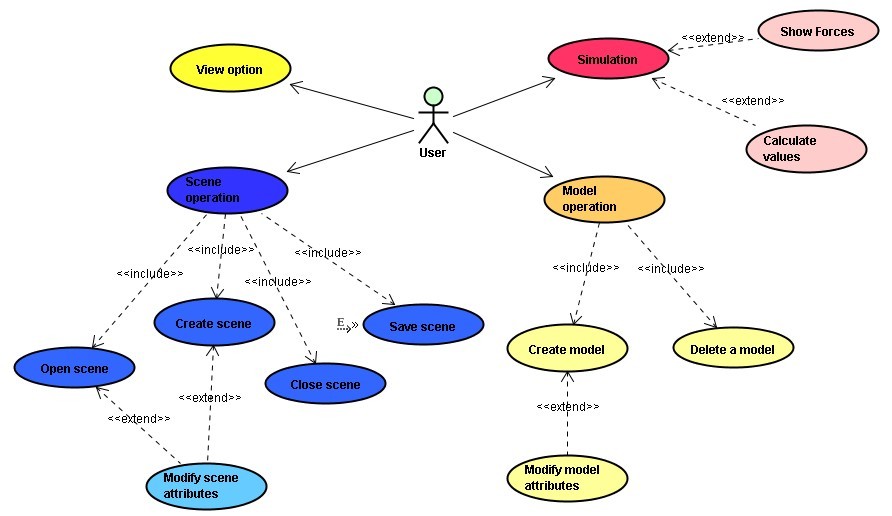 Show Forces
<<extend>>
Simulation
View option
<<extend>>
Calculate
values
User
Scene
operation
Model
operation
<<include>>
<<include>>
<<include>>
<<include>>
<<include>>
<<include>>
Create scene
E
Save scene
Open scene
Close scene
Create model
Delete a model
<<extend>>
<<extend>>
<<extend>>
Modify scene
attributes
Modify model
attributes